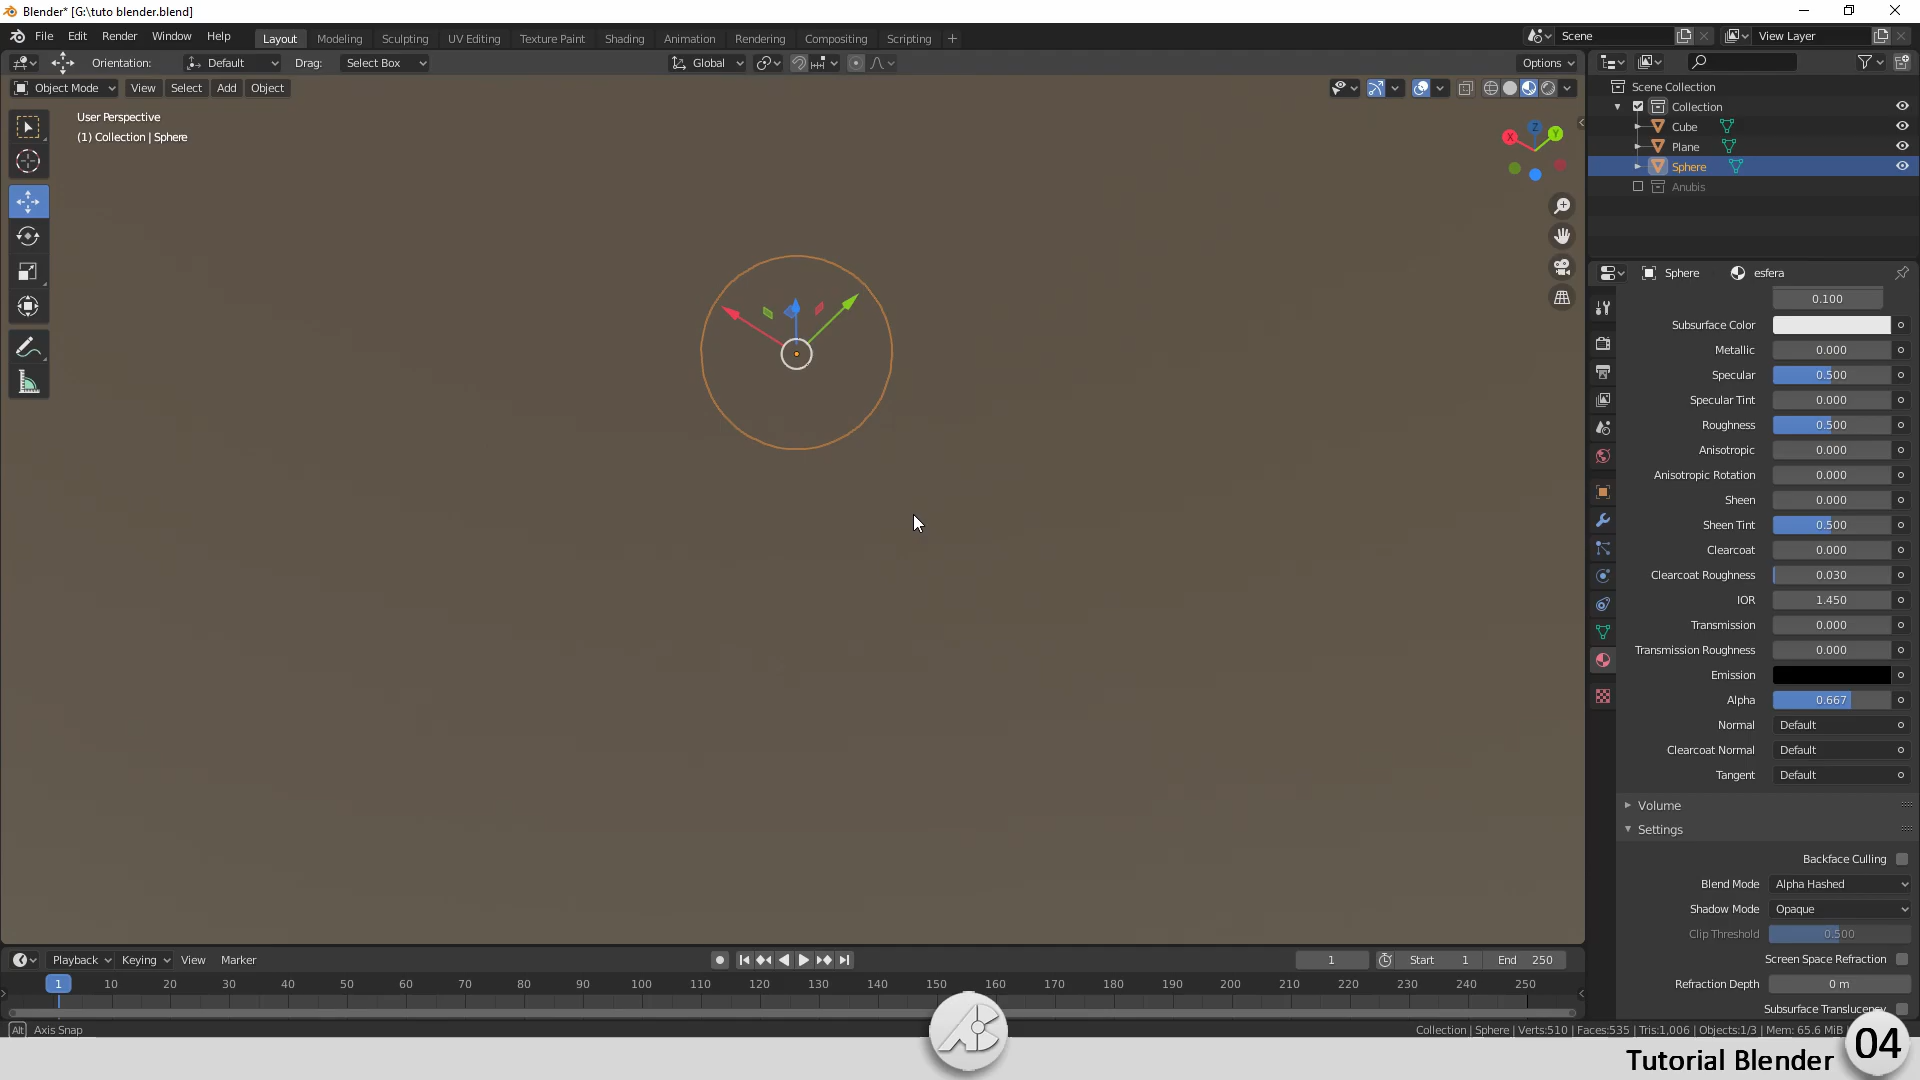 Blender* [G:\tuto blender.blend]
File Edit Render Window Help
Layout Modeling Sculpting UV Editing Texture Paint Shading Animation Rendering Compositing Scripting
Scene
View Layer
Orientation: Default Drag: Select Box
Global
Options
Object Mode View Select Add Object
User Perspective
(1) Collection | Sphere
X
Y
Z
Scene Collection
Collection
Cube
Plane
Sphere
Anubis
Sphere esfera
0.100
Subsurface Color
Metallic 0.000
Specular 0.500
Specular Tint 0.000
Roughness 0.500
Anisotropic 0.000
Anisotropic Rotation 0.000
Sheen 0.000
Sheen Tint 0.500
Clearcoat 0.000
Clearcoat Roughness 0.030
IOR 1.450
Transmission 0.000
Transmission Roughness 0.000
Emission
Alpha 0.667
Normal Default
Clearcoat Normal Default
Tangent Default
Volume
Settings
Backface Culling
Blend Mode Alpha Hashed
Shadow Mode Opaque
Clip Threshold 0.500
Screen Space Refraction
Refraction Depth 0 m
Subsurface Translucency
Playback Keying View Marker
1
Start 1
End 250
1 10 20 30 40 50 60 70 80 90 100 110 120 130 140 150 160 170 180 190 200 210 220 230 240 250
Alt Axis Snap
Collection | Sphere | Verts:510 | Faces:535 | Tris:1,006 | Objects:1/3 | Mem: 65.6 MiB
Tutorial Blender 04